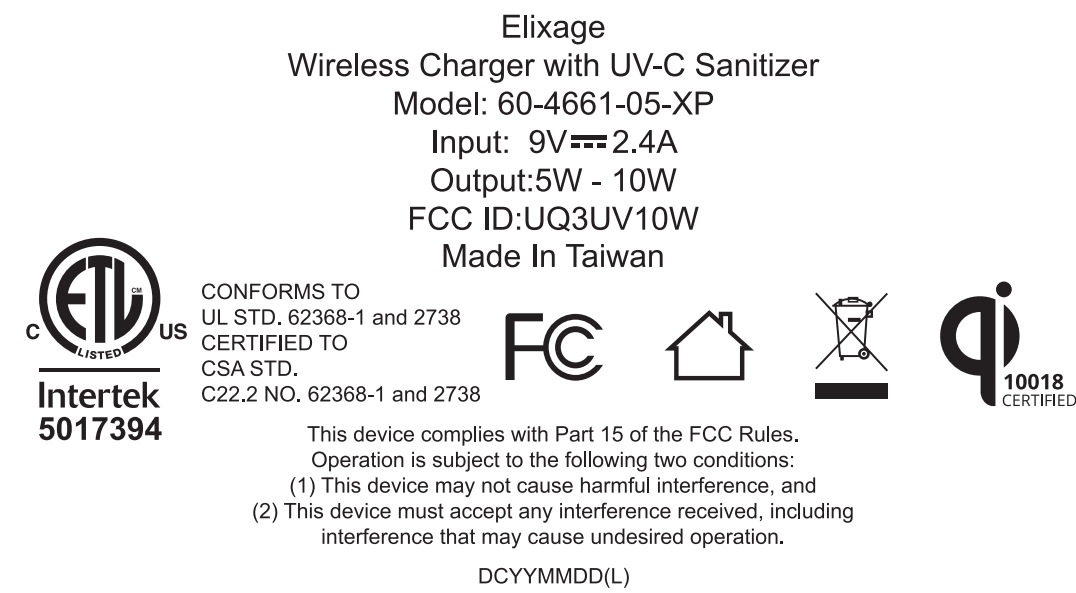 Elixage
Wireless Charger with UV-C Sanitizer
Model: 60-4661-05-XP
Input: 9V⎓2.4A
Output:5W - 10W
FCC ID:UQ3UV10W
Made In Taiwan
ETL CM
C US
LISTED
Intertek
5017394
CONFORMS TO
UL STD. 62368-1 and 2738
CERTIFIED TO
CSA STD.
C22.2 NO. 62368-1 and 2738
FC
qi
10018
CERTIFIED
This device complies with Part 15 of the FCC Rules.
Operation is subject to the following two conditions:
(1) This device may not cause harmful interference, and
(2) This device must accept any interference received, including
interference that may cause undesired operation.
DCYYMMDD(L)